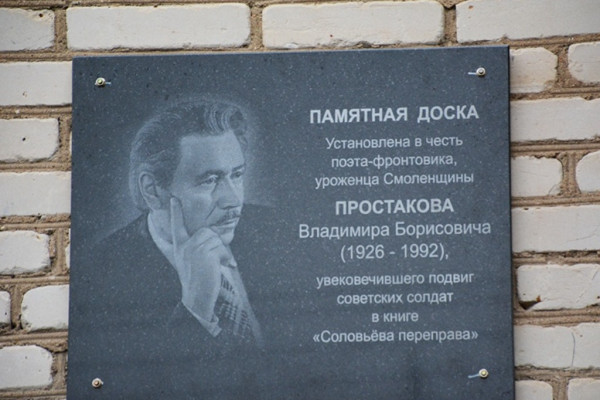 ПАМЯТНАЯ ДОСКА
Установлена в честь
поэта-фронтовика,
уроженца Смоленщины
ПРОСТАКОВА
Владимира Борисовича
(1926 - 1992),
увековечившего подвиг
советских солдат
в книге
«Соловьёва переправа»